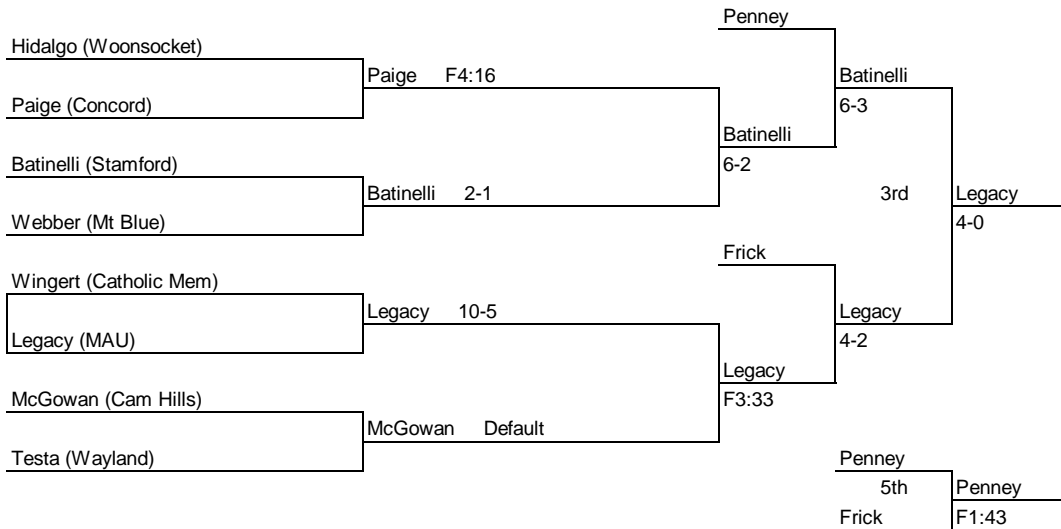 Penney
Hidalgo (Woonsocket)
Paige F4:16
Batinelli
Paige (Concord)
6-3
Batinelli
Batinelli (Stamford)
6-2
Batinelli 2-1
3rd
Legacy
Webber (Mt Blue)
4-0
Frick
Wingert (Catholic Mem)
Legacy 10-5
Legacy
Legacy (MAU)
4-2
Legacy
McGowan (Cam Hills)
F3:33
McGowan Default
Testa (Wayland)
Penney
5th
Penney
Frick
F1:43